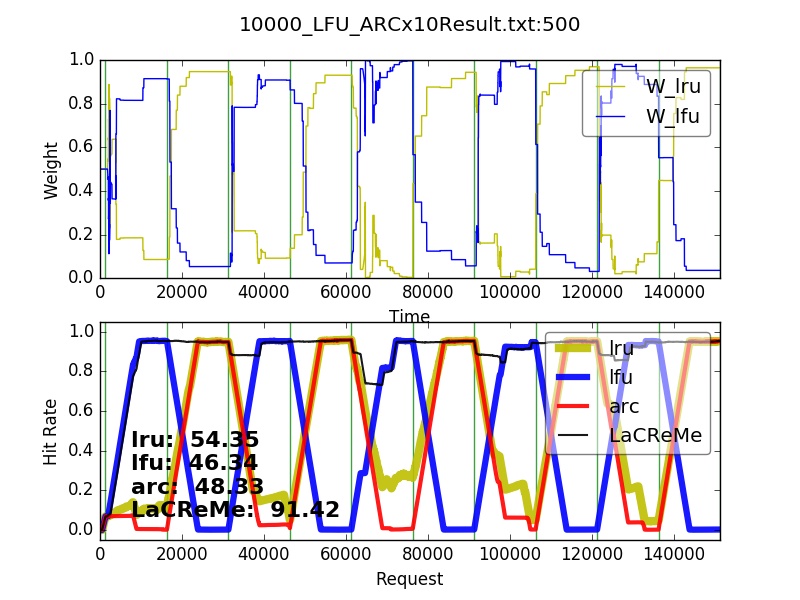 10000_LFU_ARCx10Result.txt:500
1.0
0.8
0.6
0.4
0.2
0.0
Weight
W_lru
W_lfu
0 20000 40000 60000 80000 100000 120000 140000
Time
1.0
0.8
0.6
0.4
0.2
0.0
Hit Rate
lru
lfu
arc
LaCReMe
lru: 54.35
lfu: 46.34
arc: 48.33
LaCReMe: 91.42
0 20000 40000 60000 80000 100000 120000 140000
Request